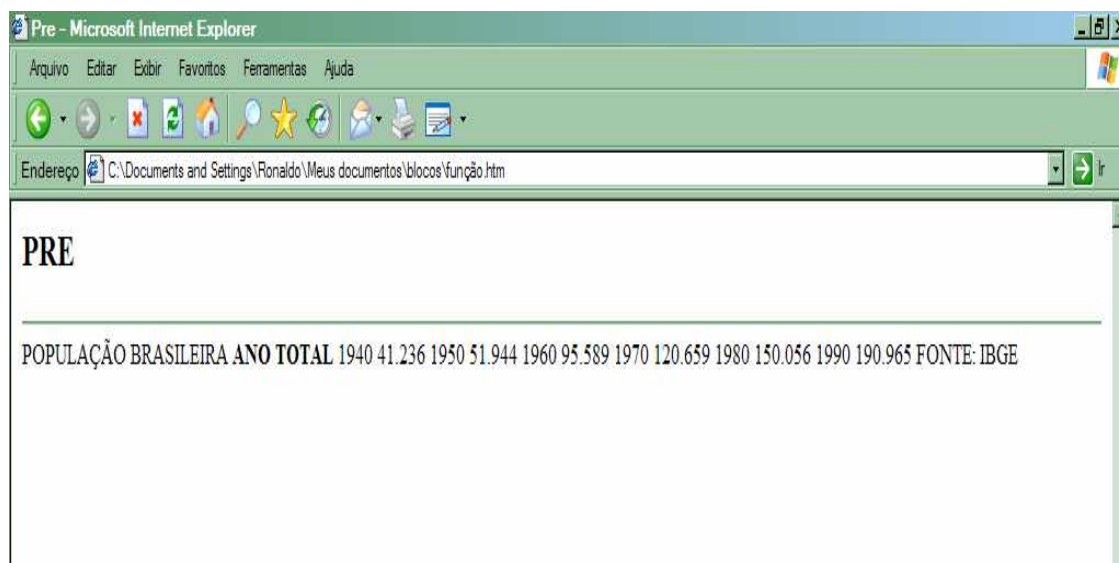 Pre - Microsoft Internet Explorer
Arquivo Editar Exibir Favoritos Ferramentas Ajuda
Endereço C:\Documents and Settings\Ronaldo\Meus documentos\blocos\função.htm Ir
PRE
POPULAÇÃO BRASILEIRA ANO TOTAL 1940 41.236 1950 51.944 1960 95.589 1970 120.659 1980 150.056 1990 190.965 FONTE: IBGE